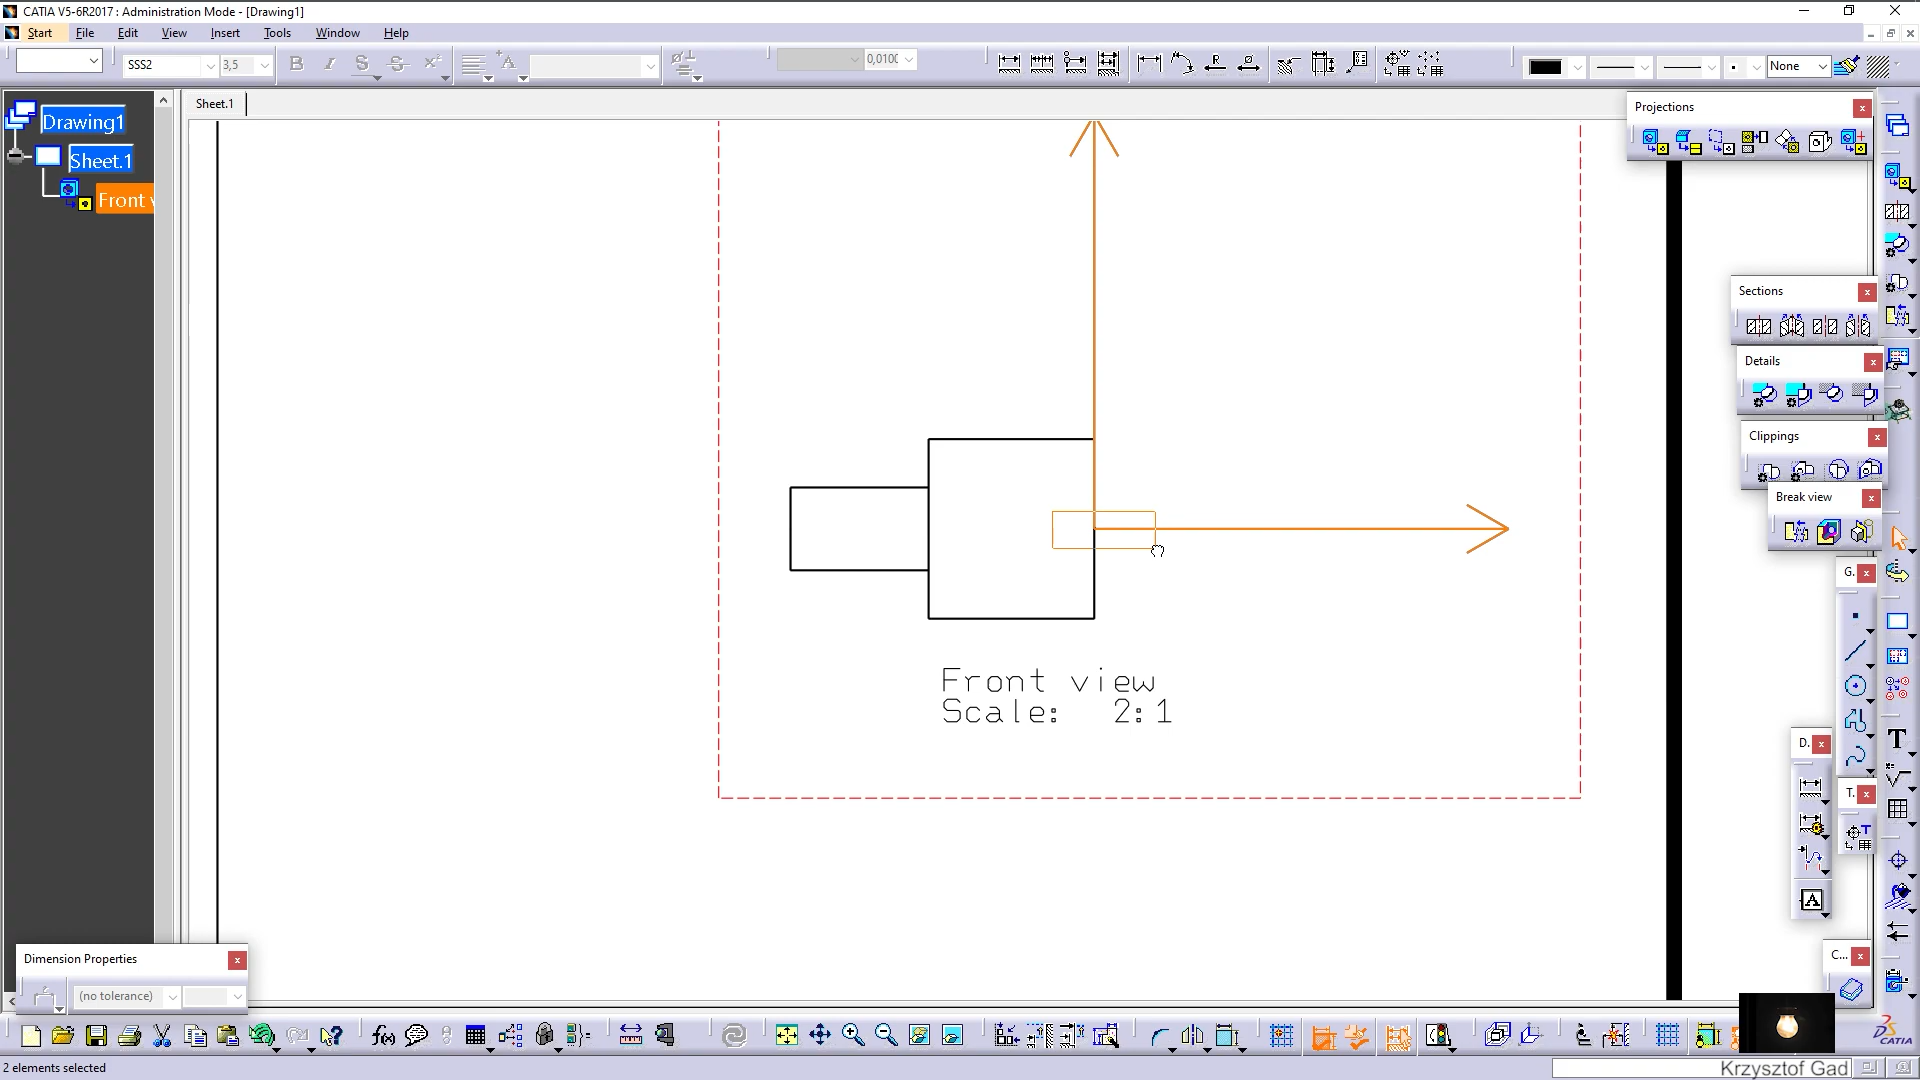 CATIA V5-6R2017 : Administration Mode - [Drawing1]
Start File Edit View Insert Tools Window Help
SSS2 3,5 B I S S 0,010 None
Sheet.1
Drawing1
Sheet.1
Front v
Projections
Sections
Details
Clippings
Break view
G.
D.
T.
C...
Front view
Scale: 2:1
Dimension Properties
(no tolerance)
2 elements selected
Krzysztof Gad
CATIA